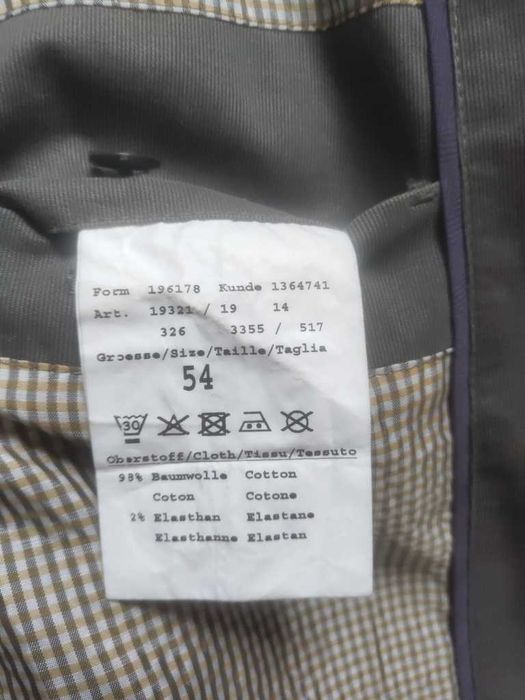 Form 196178 Kunde 1364741
Art. 19321 / 19 14
326 3355 / 517
Groesse/Size/Taille/Taglia
54
30
Oberstoff/Cloth/Tissu/Tessuto
98% Baumwolle Cotton
Coton Cotone
2% Elasthan Elastane
Elasthanne Elastan